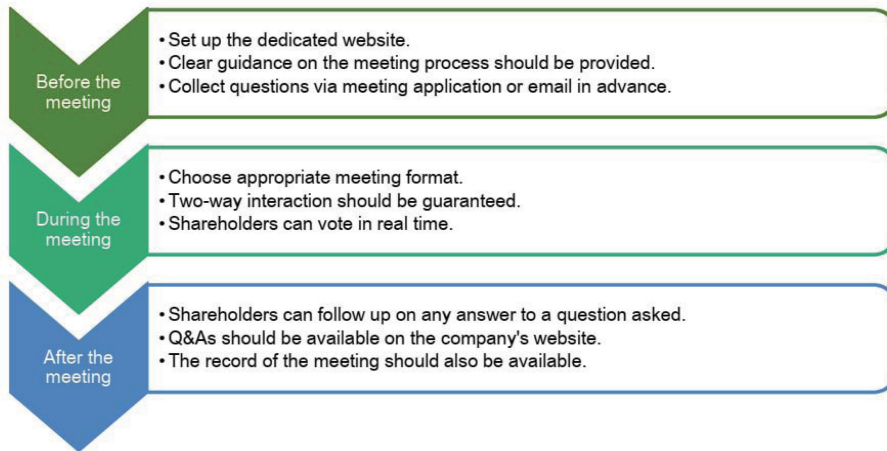 Before the
meeting
• Set up the dedicated website.
• Clear guidance on the meeting process should be provided.
• Collect questions via meeting application or email in advance.
During the
meeting
• Choose appropriate meeting format.
• Two-way interaction should be guaranteed.
• Shareholders can vote in real time.
After the
meeting
• Shareholders can follow up on any answer to a question asked.
• Q&As should be available on the company's website.
• The record of the meeting should also be available.